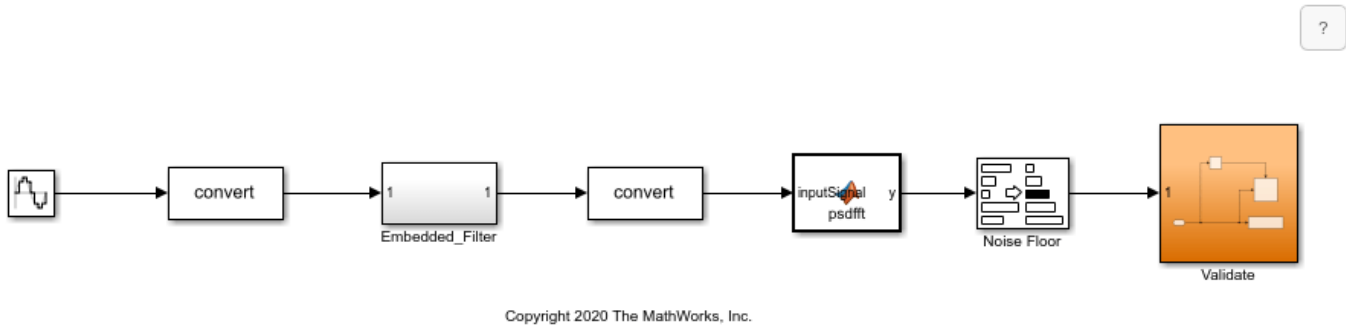 ?
convert
1 1
Embedded_Filter
convert
inputSignal y
psdfft
Noise Floor
1
Validate
Copyright 2020 The MathWorks, Inc.